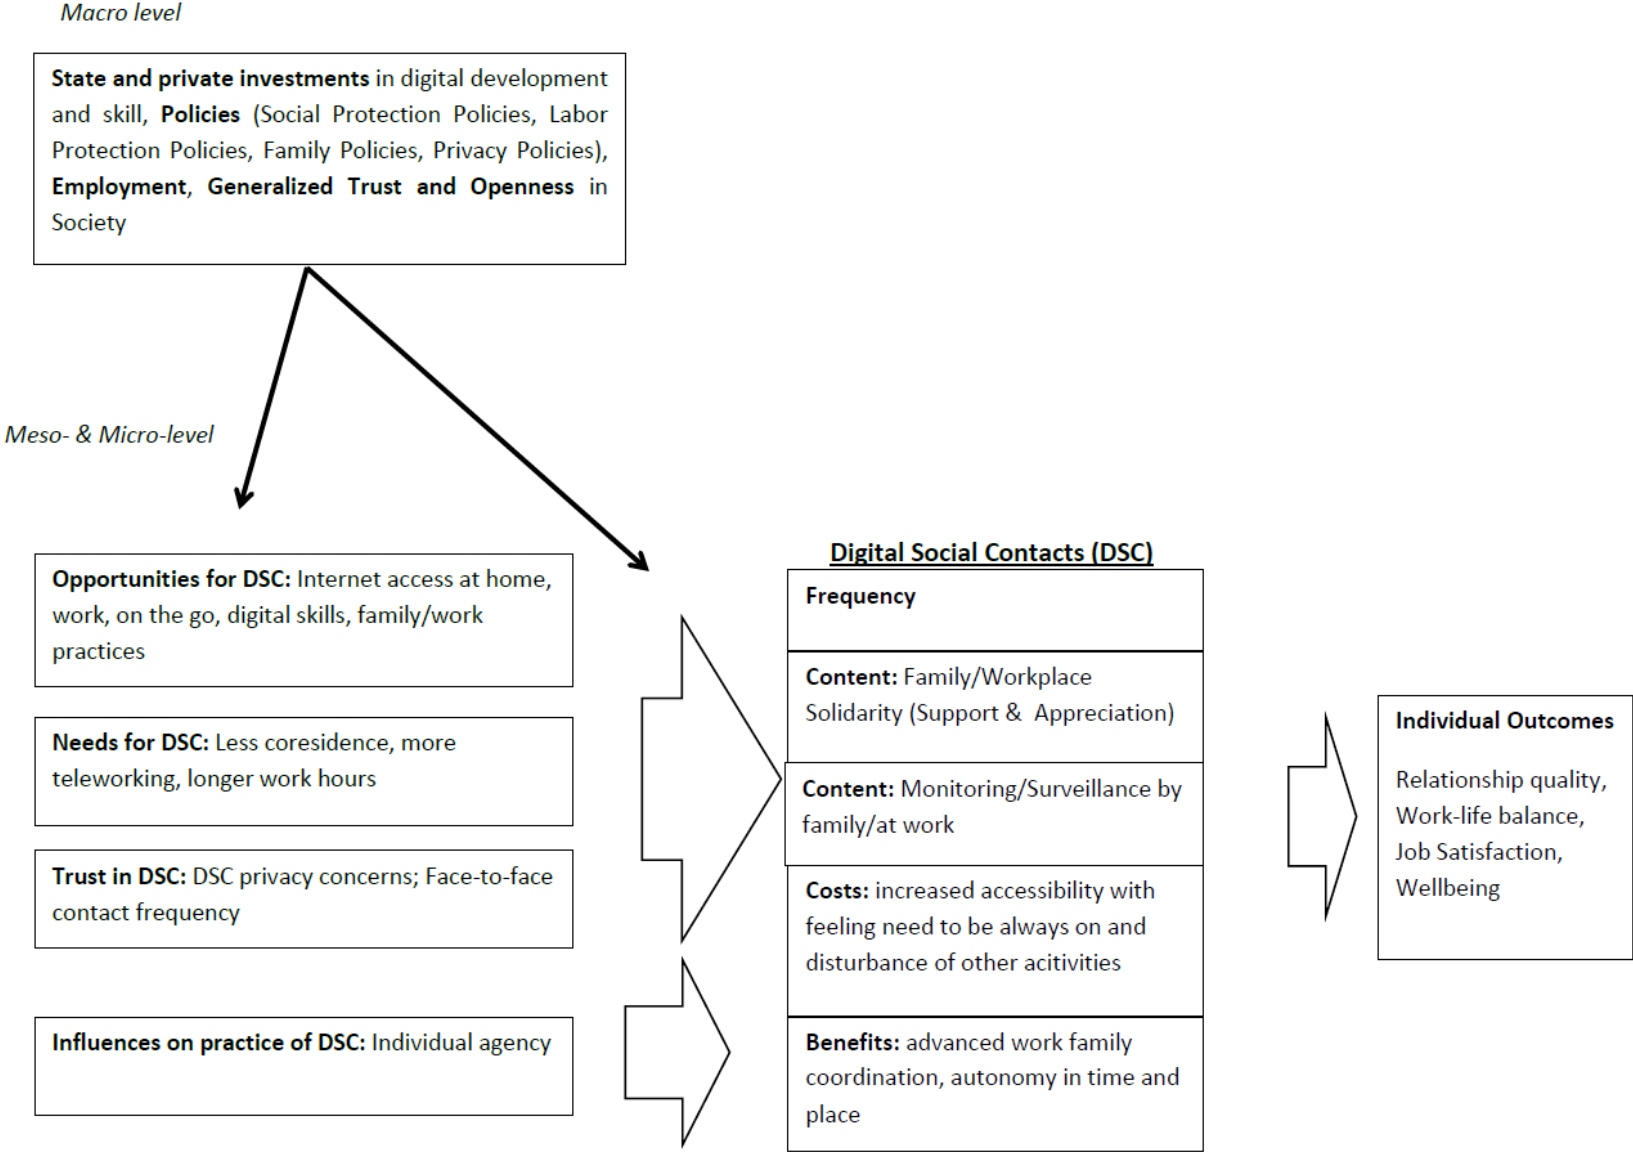 Macro level
State and private investments in digital development
and skill, Policies (Social Protection Policies, Labor
Protection Policies, Family Policies, Privacy Policies),
Employment, Generalized Trust and Openness in
Society
Meso- & Micro-level
Opportunities for DSC: Internet access at home,
work, on the go, digital skills, family/work
practices
Needs for DSC: Less coresidence, more
teleworking, longer work hours
Trust in DSC: DSC privacy concerns; Face-to-face
contact frequency
Influences on practice of DSC: Individual agency
Digital Social Contacts (DSC)
Frequency
Content: Family/Workplace
Solidarity (Support & Appreciation)
Content: Monitoring/Surveillance by
family/at work
Costs: increased accessibility with
feeling need to be always on and
disturbance of other acitivities
Benefits: advanced work family
coordination, autonomy in time and
place
Individual Outcomes
Relationship quality,
Work-life balance,
Job Satisfaction,
Wellbeing